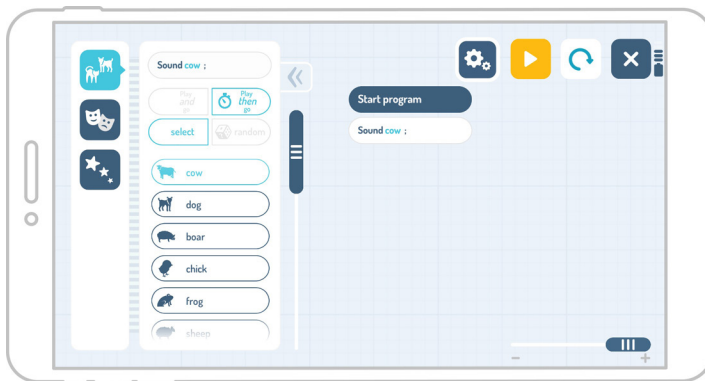 Sound cow ;
Play
and
go
Play
then
go
select
random
cow
dog
boar
chick
frog
sheep
Start program
Sound cow ;